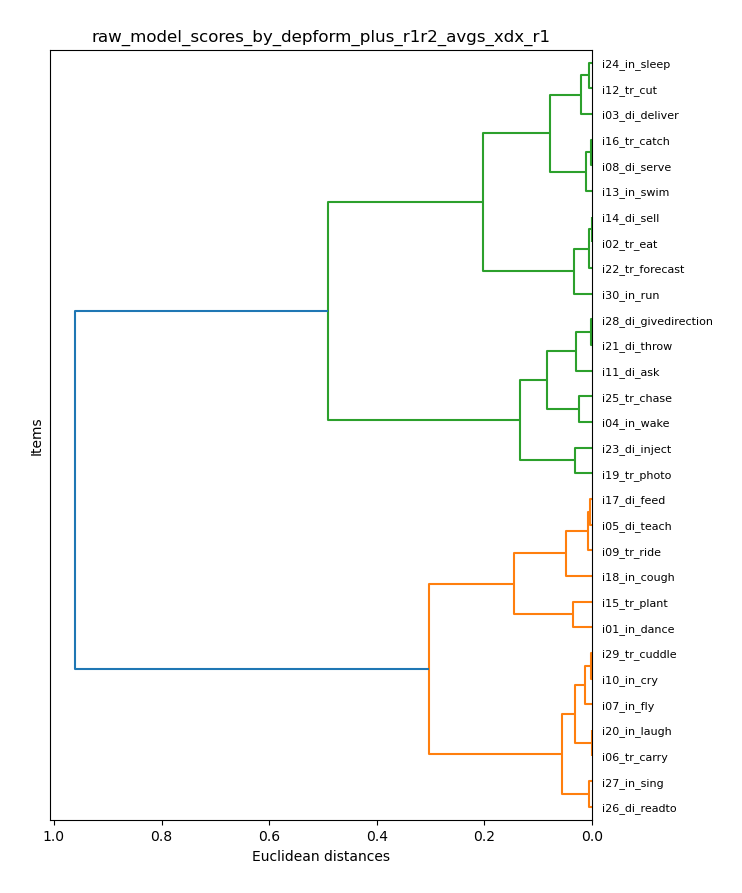 raw_model_scores_by_depform_plus_r1r2_avgs_xdx_r1
i24_in_sleep
i12_tr_cut
i03_di_deliver
i16_tr_catch
i08_di_serve
i13_in_swim
i14_di_sell
i02_tr_eat
i22_tr_forecast
i30_in_run
i28_di_givedirection
i21_di_throw
i11_di_ask
i25_tr_chase
i04_in_wake
i23_di_inject
i19_tr_photo
i17_di_feed
i05_di_teach
i09_tr_ride
i18_in_cough
i15_tr_plant
i01_in_dance
i29_tr_cuddle
i10_in_cry
i07_in_fly
i20_in_laugh
i06_tr_carry
i27_in_sing
i26_di_readto
Items
1.0 0.8 0.6 0.4 0.2 0.0
Euclidean distances